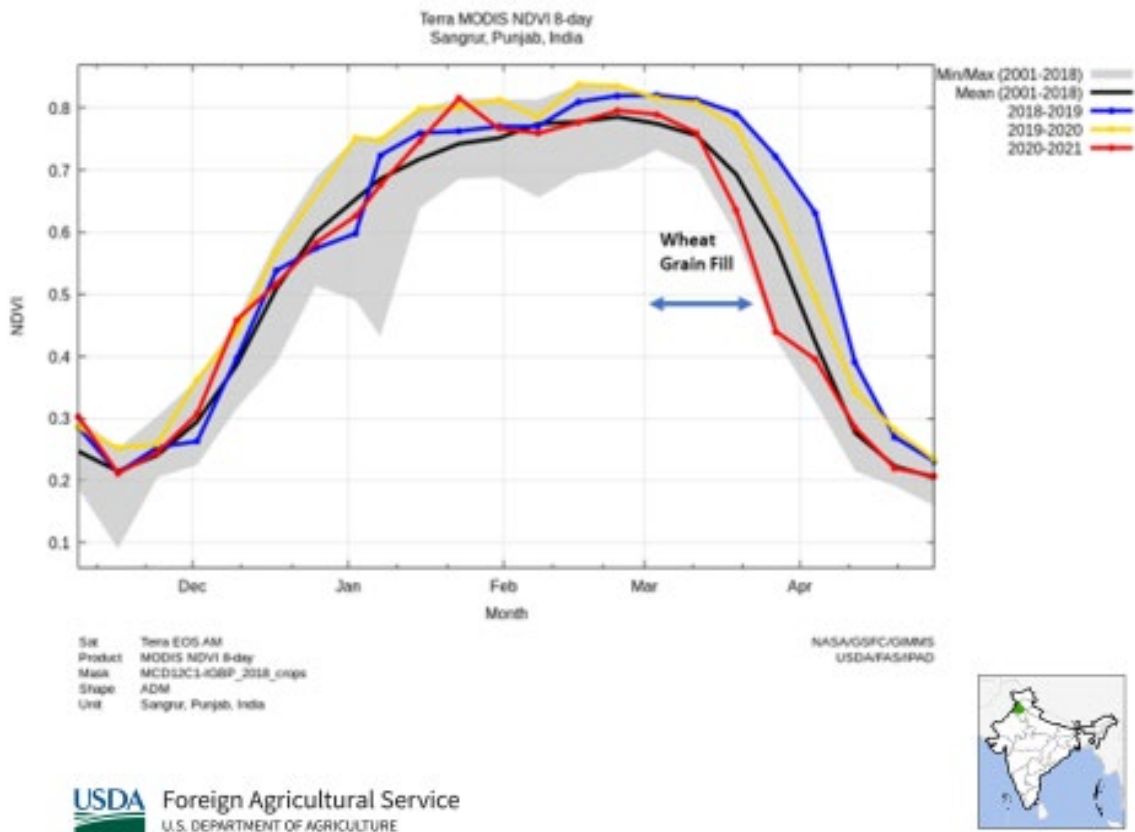 Terra MODIS NDVI 8-day
Sangrur, Punjab, India
Min/Max (2001-2018)
Mean (2001-2018)
2018-2019
2019-2020
2020-2021
NDVI
0.8
0.7
0.6
0.5
0.4
0.3
0.2
0.1
Wheat
Grain Fill
Dec Jan Feb Mar Apr
Month
Sat Terra EOS AM
Product MODIS NDVI 8-day
Mask MCD12C1-IGBP_2018_crops
Shape ADM
Unit Sangrur, Punjab, India
NASA/GSFC/GIMMS
USDA/FAS/IPAD
USDA Foreign Agricultural Service
U.S. DEPARTMENT OF AGRICULTURE